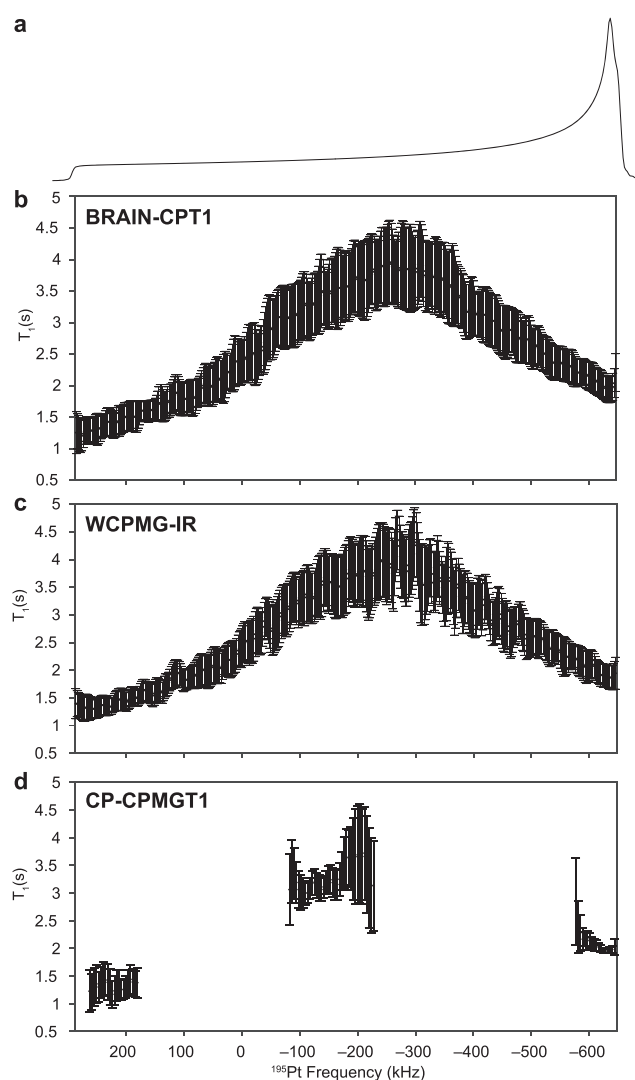 a
b
BRAIN-CPT1
5
4.5
4
3.5
3
2.5
2
1.5
1
0.5
T1(s)
c
WCPMG-IR
5
4.5
4
3.5
3
2.5
2
1.5
1
0.5
T1(s)
d
CP-CPMGT1
5
4.5
4
3.5
3
2.5
2
1.5
1
0.5
T1(s)
200 100 0 –100 –200 –300 –400 –500 –600
195Pt Frequency (kHz)